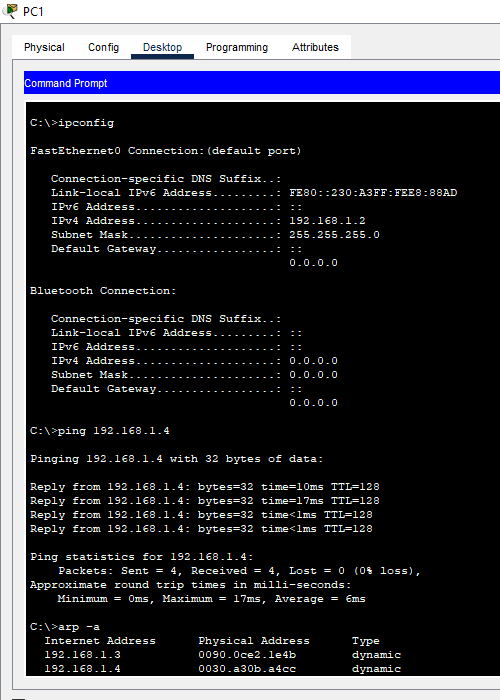 PC1
Physical Config Desktop Programming Attributes
Command Prompt
C:\>ipconfig
FastEthernet0 Connection:(default port)
Connection-specific DNS Suffix..:
Link-local IPv6 Address.........: FE80::230:A3FF:FEE8:88AD
IPv6 Address....................: ::
IPv4 Address....................: 192.168.1.2
Subnet Mask.....................: 255.255.255.0
Default Gateway.................: ::
0.0.0.0
Bluetooth Connection:
Connection-specific DNS Suffix..:
Link-local IPv6 Address.........: ::
IPv6 Address....................: ::
IPv4 Address....................: 0.0.0.0
Subnet Mask.....................: 0.0.0.0
Default Gateway.................: ::
0.0.0.0
C:\>ping 192.168.1.4
Pinging 192.168.1.4 with 32 bytes of data:
Reply from 192.168.1.4: bytes=32 time=10ms TTL=128
Reply from 192.168.1.4: bytes=32 time=17ms TTL=128
Reply from 192.168.1.4: bytes=32 time<1ms TTL=128
Reply from 192.168.1.4: bytes=32 time<1ms TTL=128
Ping statistics for 192.168.1.4:
Packets: Sent = 4, Received = 4, Lost = 0 (0% loss),
Approximate round trip times in milli-seconds:
Minimum = 0ms, Maximum = 17ms, Average = 6ms
C:\>arp -a
Internet Address Physical Address Type
192.168.1.3 0090.0ce2.1e4b dynamic
192.168.1.4 0030.a30b.a4cc dynamic